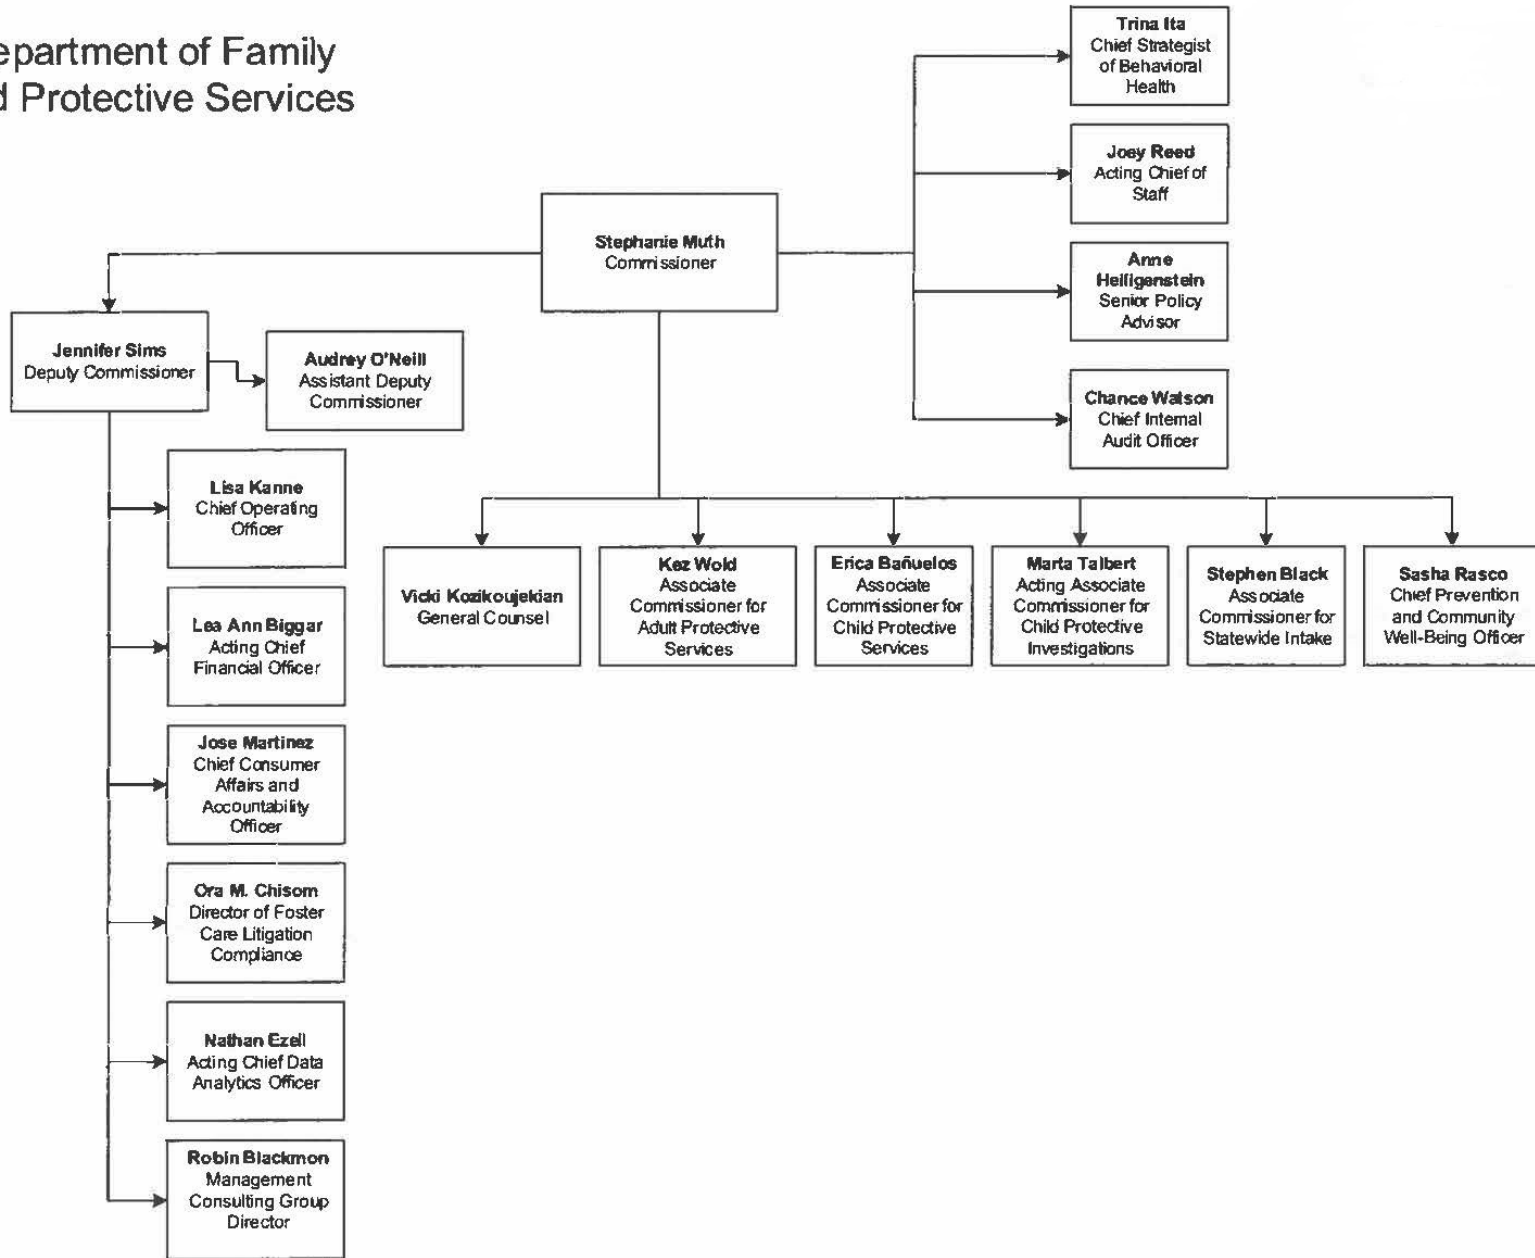 epartment of Family
d Protective Services
Trina Ita
Chief Strategist
of Behavioral
Health
Joey Reed
Acting Chief of
Staff
Stephanie Muth
Commissioner
Anne
Heiligenstein
Senior Policy
Advisor
Jennifer Sims
Deputy Commissioner
Audrey O'Neill
Assistant Deputy
Commissioner
Chance Watson
Chief Internal
Audit Officer
Lisa Kanne
Chief Operating
Officer
Vicki Kozikoujekian
General Counsel
Kez Wold
Associate
Commissioner for
Adult Protective
Services
Erica Bañuelos
Associate
Commissioner for
Child Protective
Services
Marta Talbert
Acting Associate
Commissioner for
Child Protective
Investigations
Stephen Black
Associate
Commissioner for
Statewide Intake
Sasha Rasco
Chief Prevention
and Community
Well-Being Officer
Lea Ann Biggar
Acting Chief
Financial Officer
Jose Martinez
Chief Consumer
Affairs and
Accountability
Officer
Ora M. Chisom
Director of Foster
Care Litigation
Compliance
Nathan Ezell
Acting Chief Data
Analytics Officer
Robin Blackmon
Management
Consulting Group
Director